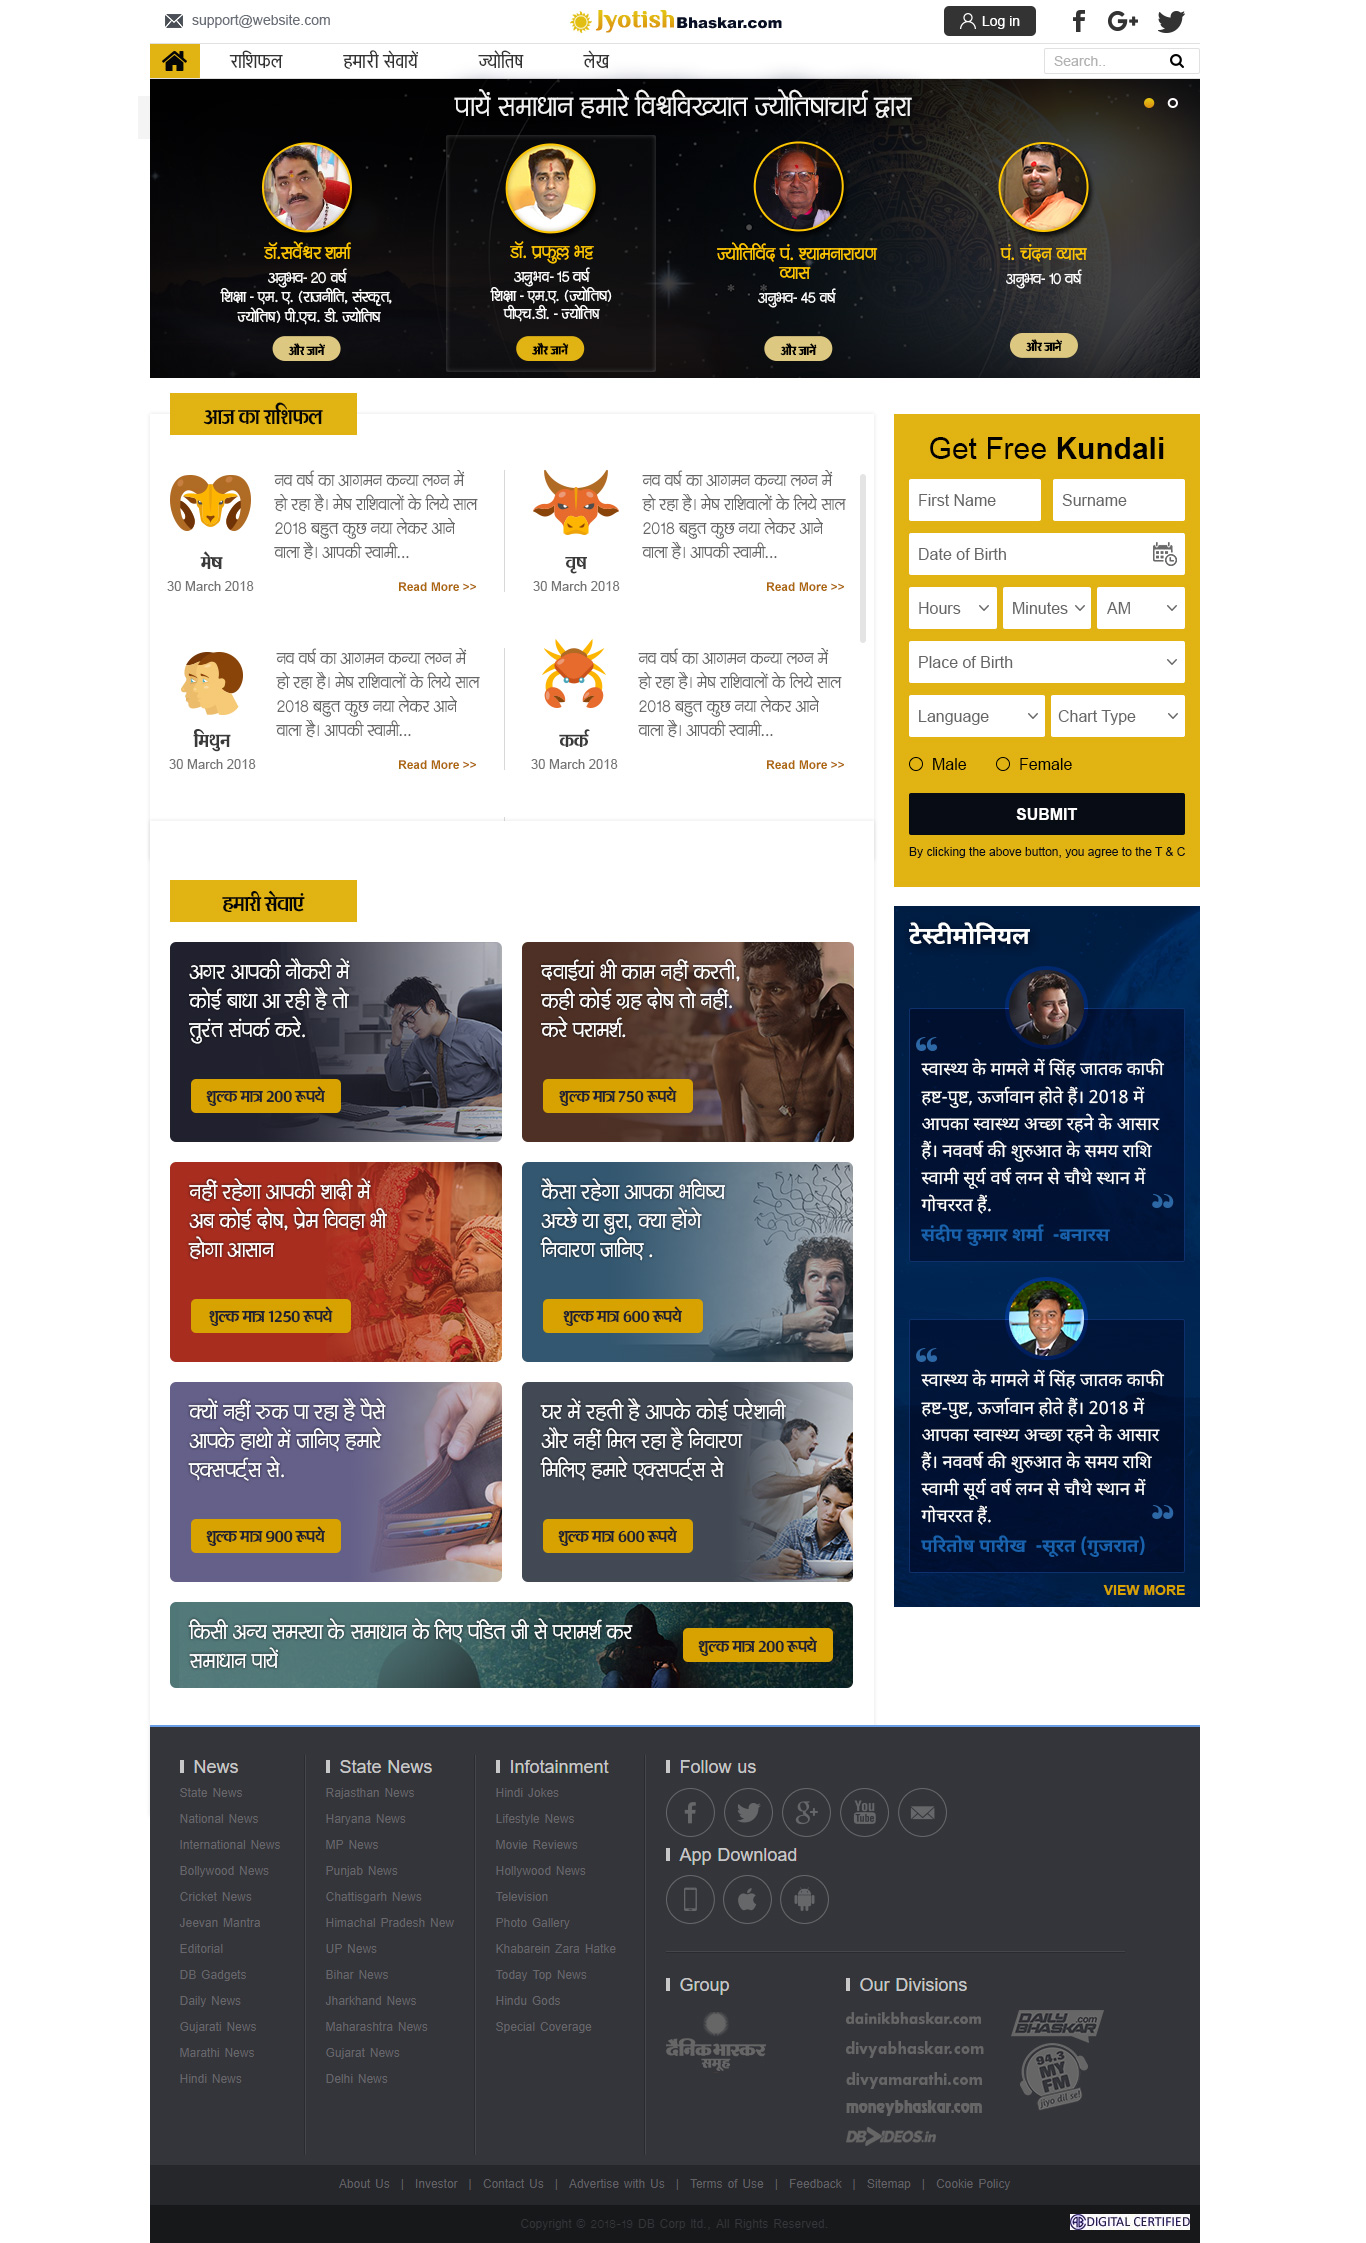 support@website.com
JyotishBhaskar.com
Log in
राशिफल
हमारी सेवायें
ज्योतिष
लेख
Search..
पायें समाधान हमारे विश्वविख्यात ज्योतिषाचार्य द्वारा
डॉ.सर्वेश्वर शर्मा
अनुभव- 20 वर्ष
शिक्षा - एम. ए. (राजनीति, संस्कृत,
ज्योतिष) पी.एच. डी. ज्योतिष
और जानें
डॉ. प्रफुल्ल भट्ट
अनुभव- 15 वर्ष
शिक्षा - एम.ए. (ज्योतिष)
पीएच.डी. - ज्योतिष
और जानें
ज्योतिर्विद पं. श्यामनारायण
व्यास
अनुभव- 45 वर्ष
और जानें
पं. चंदन व्यास
अनुभव- 10 वर्ष
और जानें
आज का राशिफल
नव वर्ष का आगमन कन्या लग्न में
हो रहा है। मेष राशिवालों के लिये साल
2018 बहुत कुछ नया लेकर आने
वाला है। आपकी स्वामी...
मेष
30 March 2018
Read More >>
नव वर्ष का आगमन कन्या लग्न में
हो रहा है। मेष राशिवालों के लिये साल
2018 बहुत कुछ नया लेकर आने
वाला है। आपकी स्वामी...
वृष
30 March 2018
Read More >>
नव वर्ष का आगमन कन्या लग्न में
हो रहा है। मेष राशिवालों के लिये साल
2018 बहुत कुछ नया लेकर आने
वाला है। आपकी स्वामी...
मिथुन
30 March 2018
Read More >>
नव वर्ष का आगमन कन्या लग्न में
हो रहा है। मेष राशिवालों के लिये साल
2018 बहुत कुछ नया लेकर आने
वाला है। आपकी स्वामी...
कर्क
30 March 2018
Read More >>
Get Free Kundali
First Name
Surname
Date of Birth
Hours
Minutes
AM
Place of Birth
Language
Chart Type
Male
Female
SUBMIT
By clicking the above button, you agree to the T & C
हमारी सेवाएं
अगर आपकी नौकरी में
कोई बाधा आ रही है तो
तुरंत संपर्क करे.
शुल्क मात्र 200 रूपये
दवाईयां भी काम नहीं करती,
कही कोई ग्रह दोष तो नहीं.
करे परामर्श.
शुल्क मात्र 750 रूपये
नहीं रहेगा आपकी शादी में
अब कोई दोष, प्रेम विवहा भी
होगा आसान
शुल्क मात्र 1250 रूपये
कैसा रहेगा आपका भविष्य
अच्छे या बुरा, क्या होंगे
निवारण जानिए .
शुल्क मात्र 600 रूपये
क्यों नहीं रुक पा रहा है पैसे
आपके हाथो में जानिए हमारे
एक्सपर्ट्स से.
शुल्क मात्र 900 रूपये
घर में रहती है आपके कोई परेशानी
और नहीं मिल रहा है निवारण
मिलिए हमारे एक्सपर्ट्स से
शुल्क मात्र 600 रूपये
किसी अन्य समस्या के समाधान के लिए पंडित जी से परामर्श कर
समाधान पायें
शुल्क मात्र 200 रूपये
टेस्टीमोनियल
“
स्वास्थ्य के मामले में सिंह जातक काफी
हष्ट-पुष्ट, ऊर्जावान होते हैं। 2018 में
आपका स्वास्थ्य अच्छा रहने के आसार
हैं। नववर्ष की शुरुआत के समय राशि
स्वामी सूर्य वर्ष लग्न से चौथे स्थान में
गोचररत हैं. ”
संदीप कुमार शर्मा -बनारस
“
स्वास्थ्य के मामले में सिंह जातक काफी
हष्ट-पुष्ट, ऊर्जावान होते हैं। 2018 में
आपका स्वास्थ्य अच्छा रहने के आसार
हैं। नववर्ष की शुरुआत के समय राशि
स्वामी सूर्य वर्ष लग्न से चौथे स्थान में
गोचररत हैं. ”
परितोष पारीख -सूरत (गुजरात)
VIEW MORE
News
State News
National News
International News
Bollywood News
Cricket News
Jeevan Mantra
Editorial
DB Gadgets
Daily News
Gujarati News
Marathi News
Hindi News
State News
Rajasthan News
Haryana News
MP News
Punjab News
Chattisgarh News
Himachal Pradesh New
UP News
Bihar News
Jharkhand News
Maharashtra News
Gujarat News
Delhi News
Infotainment
Hindi Jokes
Lifestyle News
Movie Reviews
Hollywood News
Television
Photo Gallery
Khabarein Zara Hatke
Today Top News
Hindu Gods
Special Coverage
Follow us
You
Tube
App Download
Group
दैनिक भास्कर
समूह
Our Divisions
dainikbhaskar.com
divyabhaskar.com
divyamarathi.com
moneybhaskar.com
DBVIDEOS.in
DAILY
BHASKAR.com
94.3
MY
FM
jiyo dil se!
About Us | Investor | Contact Us | Advertise with Us | Terms of Use | Feedback | Sitemap | Cookie Policy
Copyright © 2018-19 DB Corp ltd., All Rights Reserved.
DIGITAL CERTIFIED